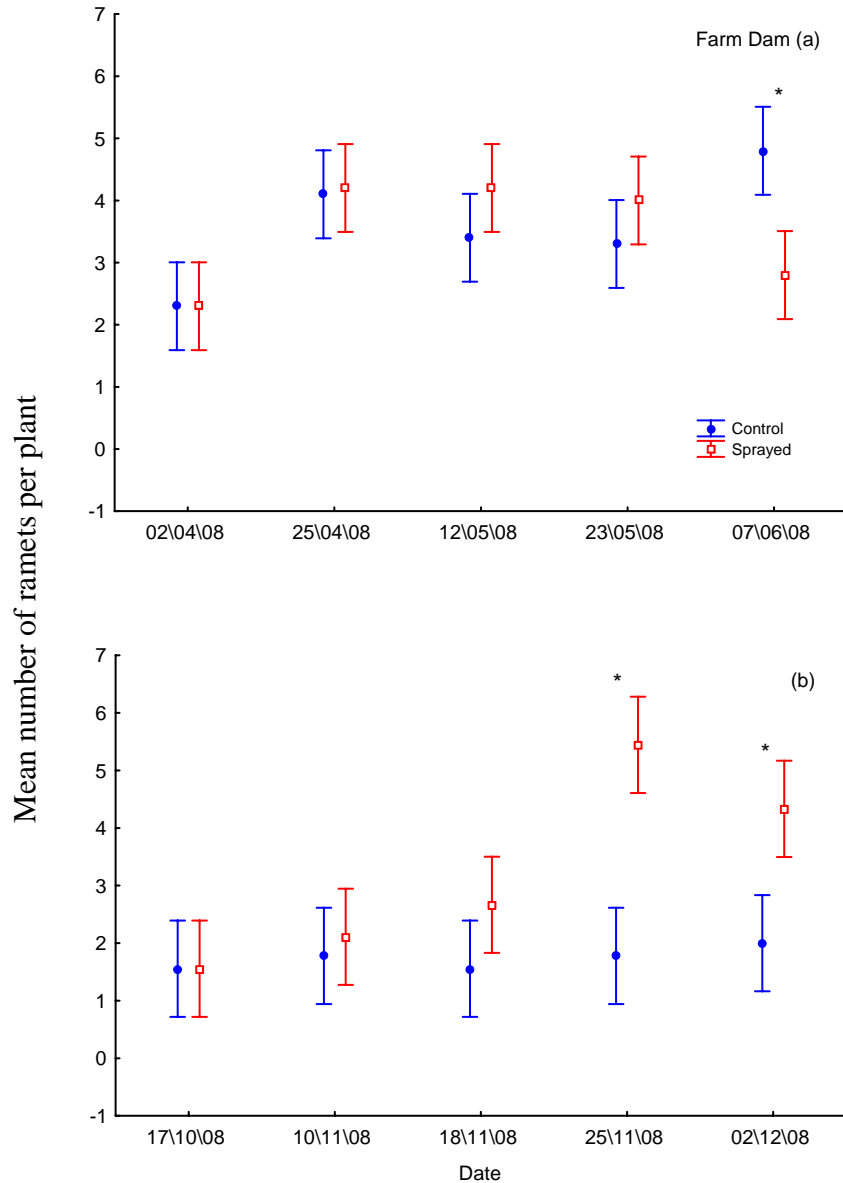 Mean number of ramets per plant
7
Farm Dam (a)
6
*
5
4
3
2
1
0
Control
Sprayed
-1
02\04\08 25\04\08 12\05\08 23\05\08 07\06\08
7
*
(b)
6
*
5
4
3
2
1
0
-1
17\10\08 10\11\08 18\11\08 25\11\08 02\12\08
Date